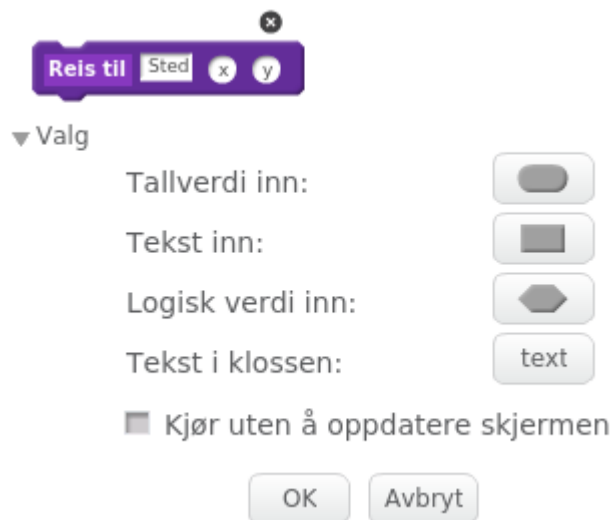 Reis til Sted x y
Valg
Tallverdi inn:
Tekst inn:
Logisk verdi inn:
Tekst i klossen: text
Kjør uten å oppdatere skjermen
OK Avbryt